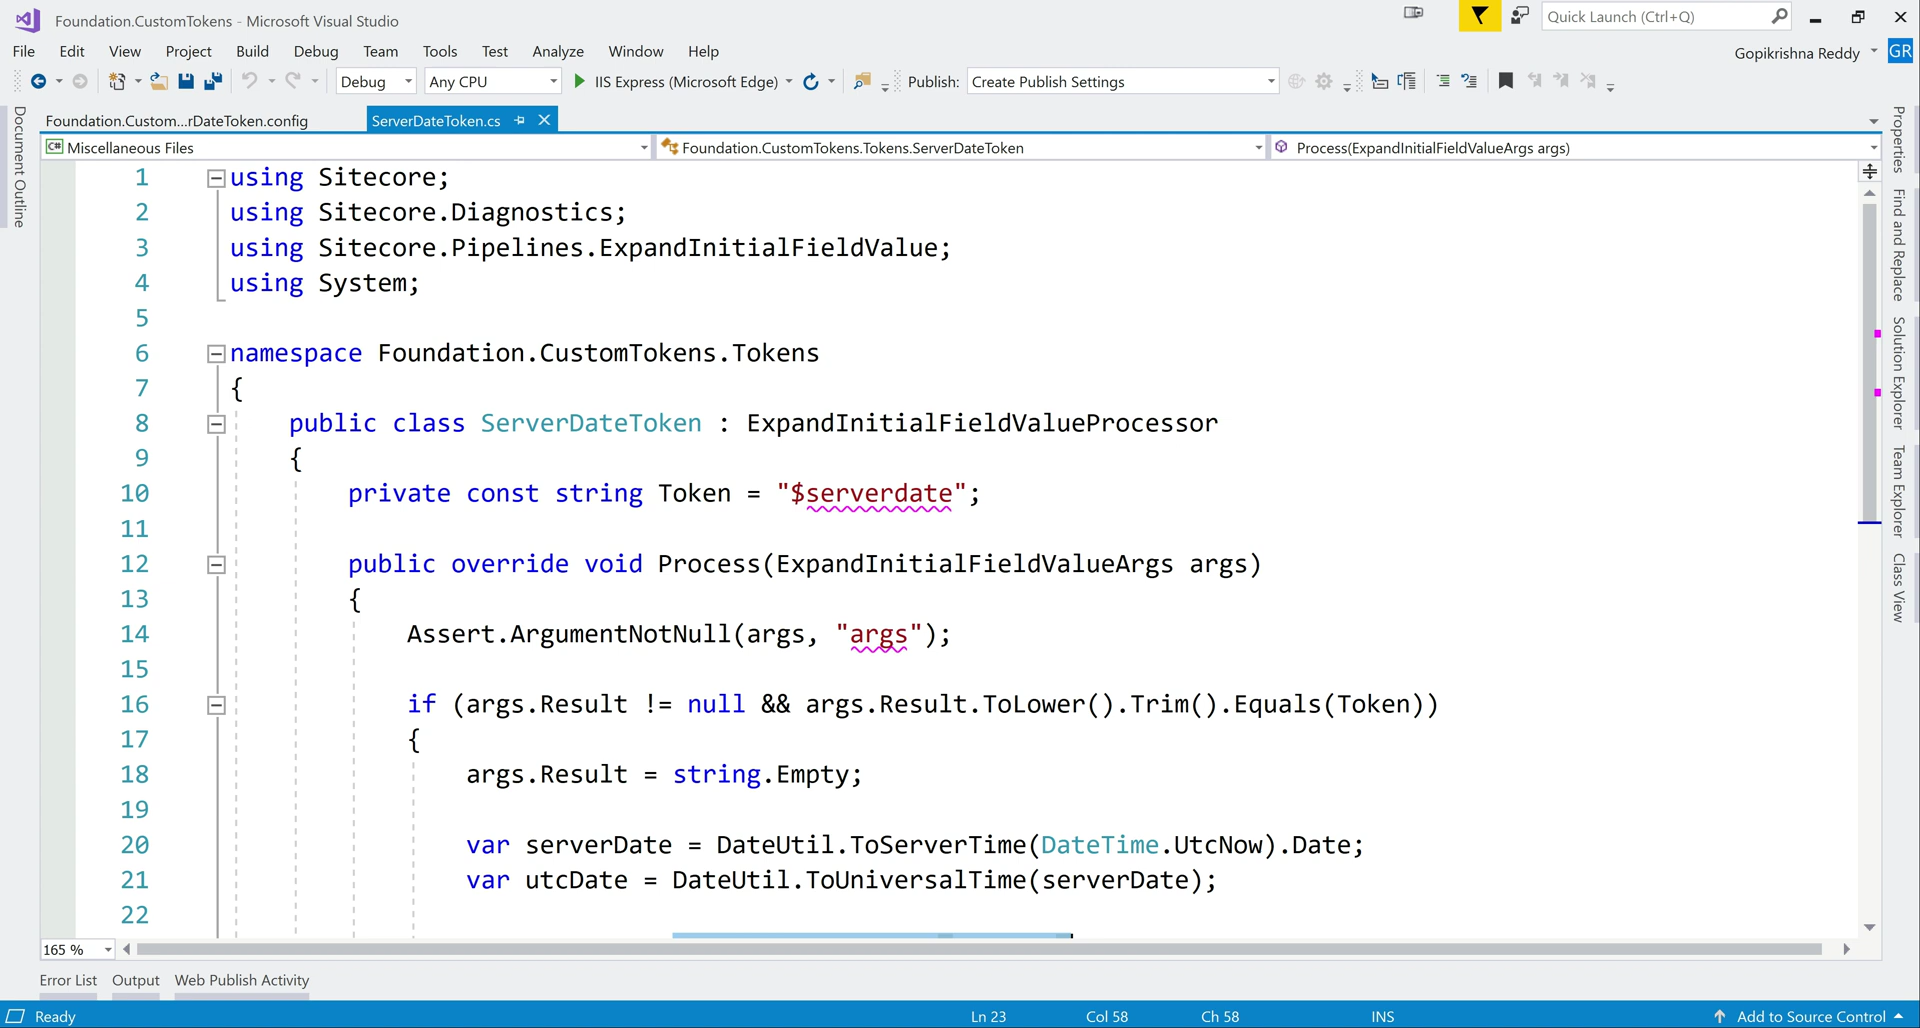 Foundation.CustomTokens - Microsoft Visual Studio
Quick Launch (Ctrl+Q)
File Edit View Project Build Debug Team Tools Test Analyze Window Help
Gopikrishna Reddy GR
Debug Any CPU IIS Express (Microsoft Edge) Publish: Create Publish Settings
Foundation.Custom...rDateToken.config ServerDateToken.cs
C# Miscellaneous Files Foundation.CustomTokens.Tokens.ServerDateToken Process(ExpandInitialFieldValueArgs args)
Document Outline
1 using Sitecore;
2 using Sitecore.Diagnostics;
3 using Sitecore.Pipelines.ExpandInitialFieldValue;
4 using System;
5
6 namespace Foundation.CustomTokens.Tokens
7 {
8 public class ServerDateToken : ExpandInitialFieldValueProcessor
9 {
10 private const string Token = "$serverdate";
11
12 public override void Process(ExpandInitialFieldValueArgs args)
13 {
14 Assert.ArgumentNotNull(args, "args");
15
16 if (args.Result != null && args.Result.ToLower().Trim().Equals(Token))
17 {
18 args.Result = string.Empty;
19
20 var serverDate = DateUtil.ToServerTime(DateTime.UtcNow).Date;
21 var utcDate = DateUtil.ToUniversalTime(serverDate);
22
Properties
Find and Replace
Solution Explorer
Team Explorer
Class View
165 %
Error List Output Web Publish Activity
Ready Ln 23 Col 58 Ch 58 INS Add to Source Control